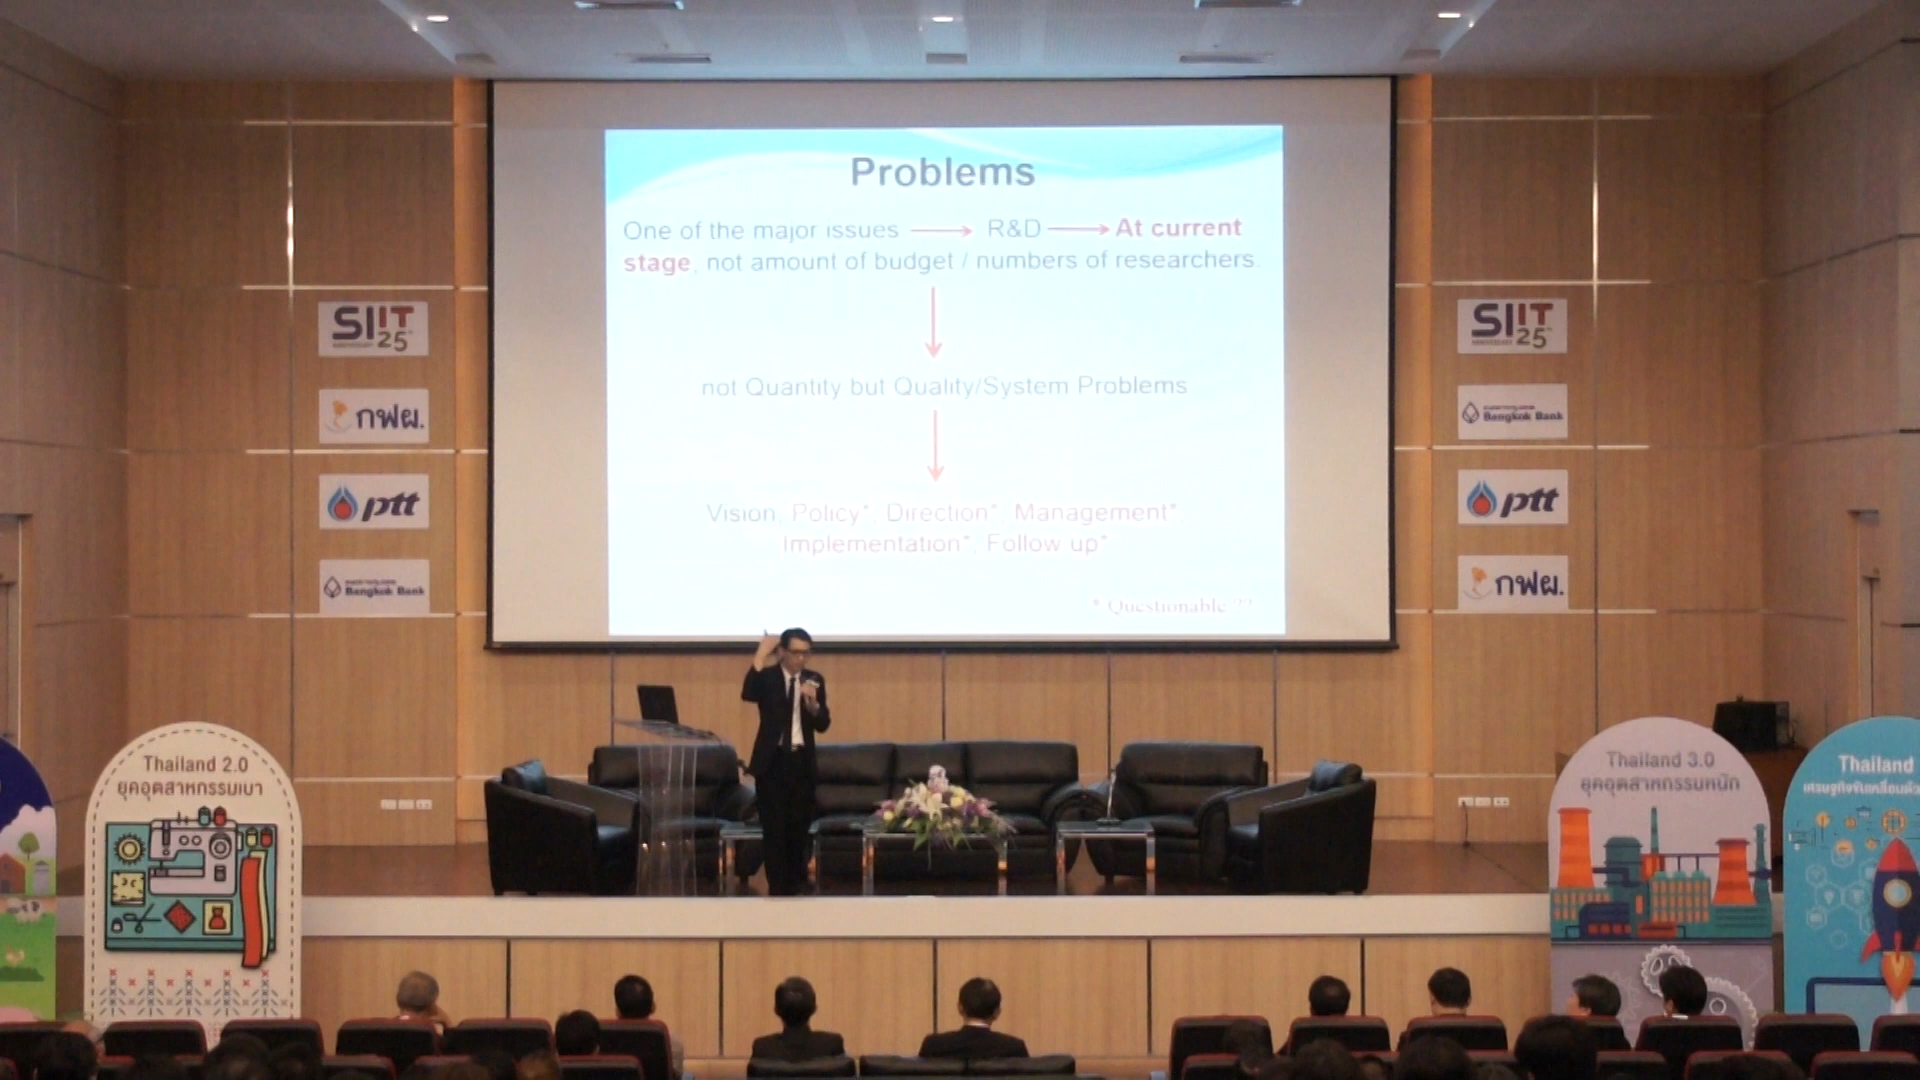 Problems
One of the major issues → R&D → At current
stage, not amount of budget / numbers of researchers.
not Quantity but Quality/System Problems
Vision, Policy*, Direction*, Management*,
Implementation*, Follow up*
* Questionable ??
SIIT
25
กฟผ.
ptt
Bangkok Bank
SIIT
25
Bangkok Bank
ptt
กฟผ.
Thailand 2.0
ยุคอุตสาหกรรมเบา
Thailand 3.0
ยุคอุตสาหกรรมหนัก
Thailand